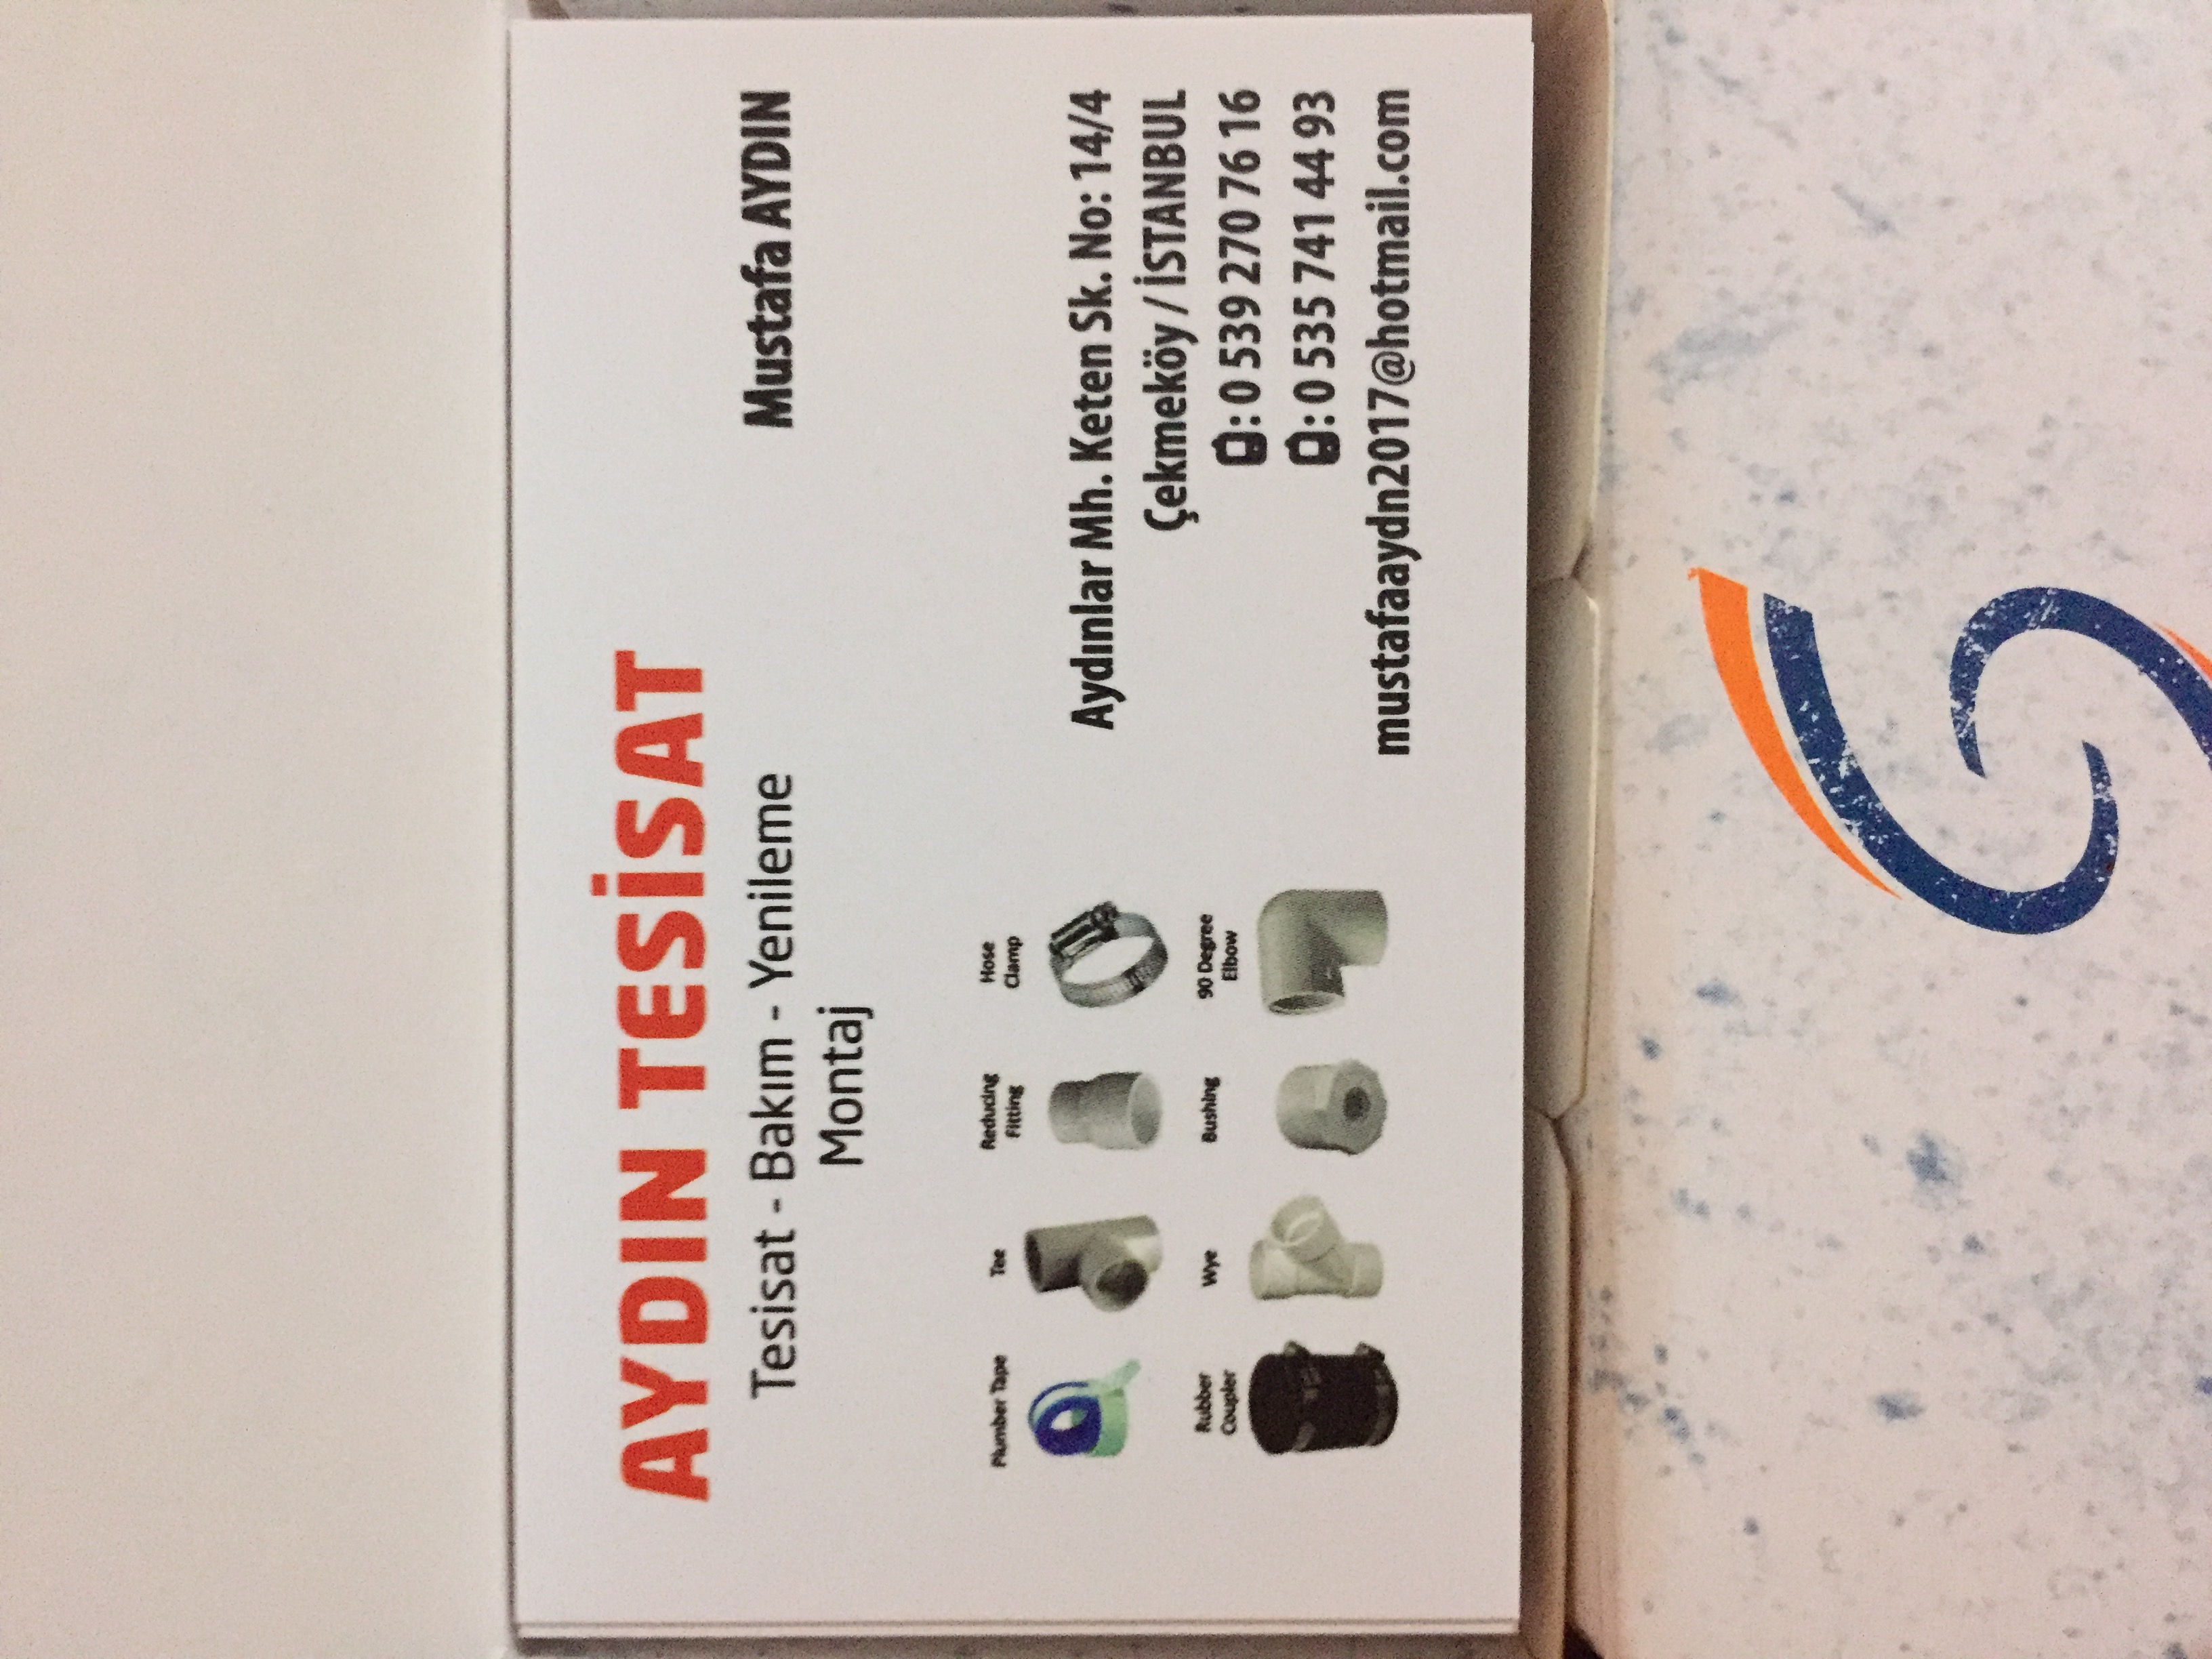 AYDIN TESİSAT
Tesisat - Bakım - Yenileme
Montaj
Mustafa AYDIN
Plumber Tape
Tee
Reducing
Fitting
Hose
Clamp
Rubber
Coupler
Wye
Bushing
90 Degree
Elbow
Aydınlar Mh. Keten Sk. No: 14/4
Çekmeköy / İSTANBUL
: 0 539 270 76 16
: 0 535 741 44 93
mustafaaydn2017@hotmail.com